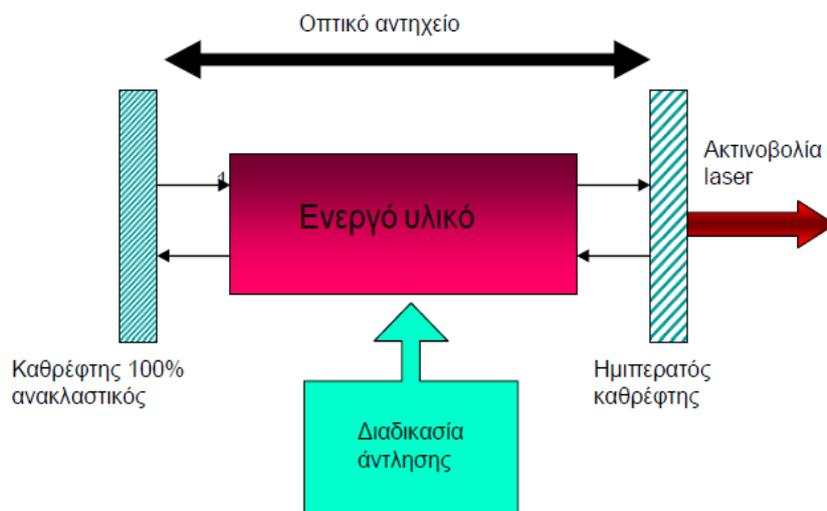 Οπτικό αντηχείο
Ακτινοβολία
laser
Ενεργό υλικό
Καθρέφτης 100%
ανακλαστικός
Ημιπερατός
καθρέφτης
Διαδικασία
άντλησης